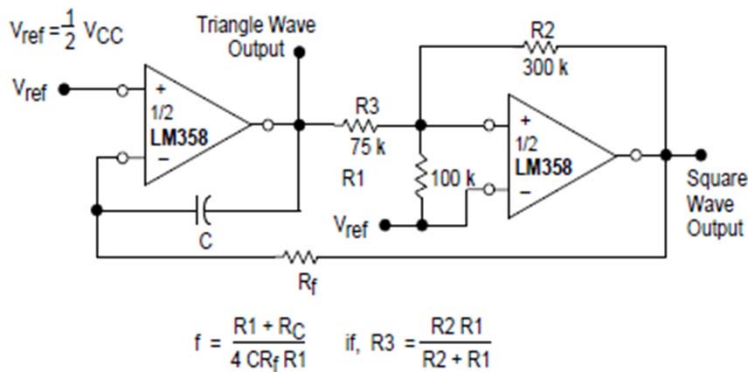 Vref = 1/2 VCC
Triangle Wave
Output
R2
300 k
Vref
+
1/2
LM358
−
R3
75 k
R1
100 k
+
1/2
LM358
−
Square
Wave
Output
Vref
C
Rf
f = R1 + RC / 4 CRf R1 if, R3 = R2 R1 / R2 + R1